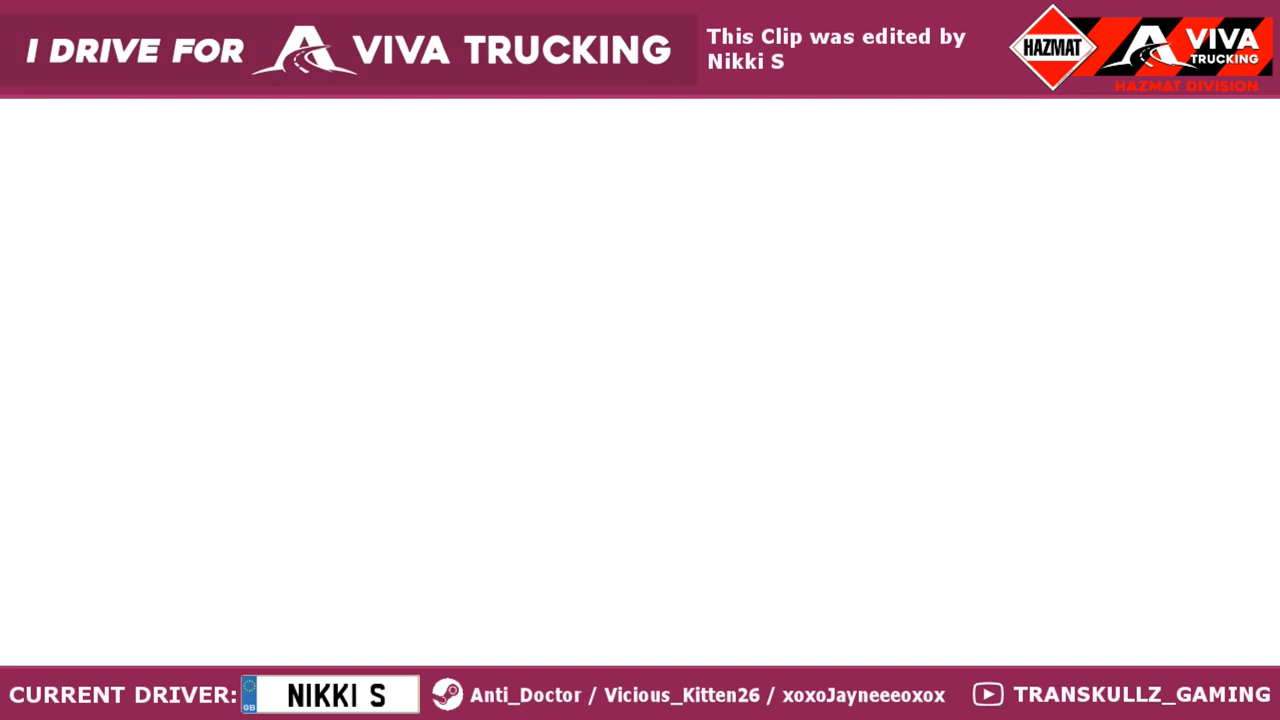 I DRIVE FOR VIVA TRUCKING
This Clip was edited by
Nikki S
HAZMAT
VIVA
TRUCKING
HAZMAT DIVISION
CURRENT DRIVER: GB NIKKI S Anti_Doctor / Vicious_Kitten26 / xoxoJayneeeoxox TRANSKULLZ_GAMING